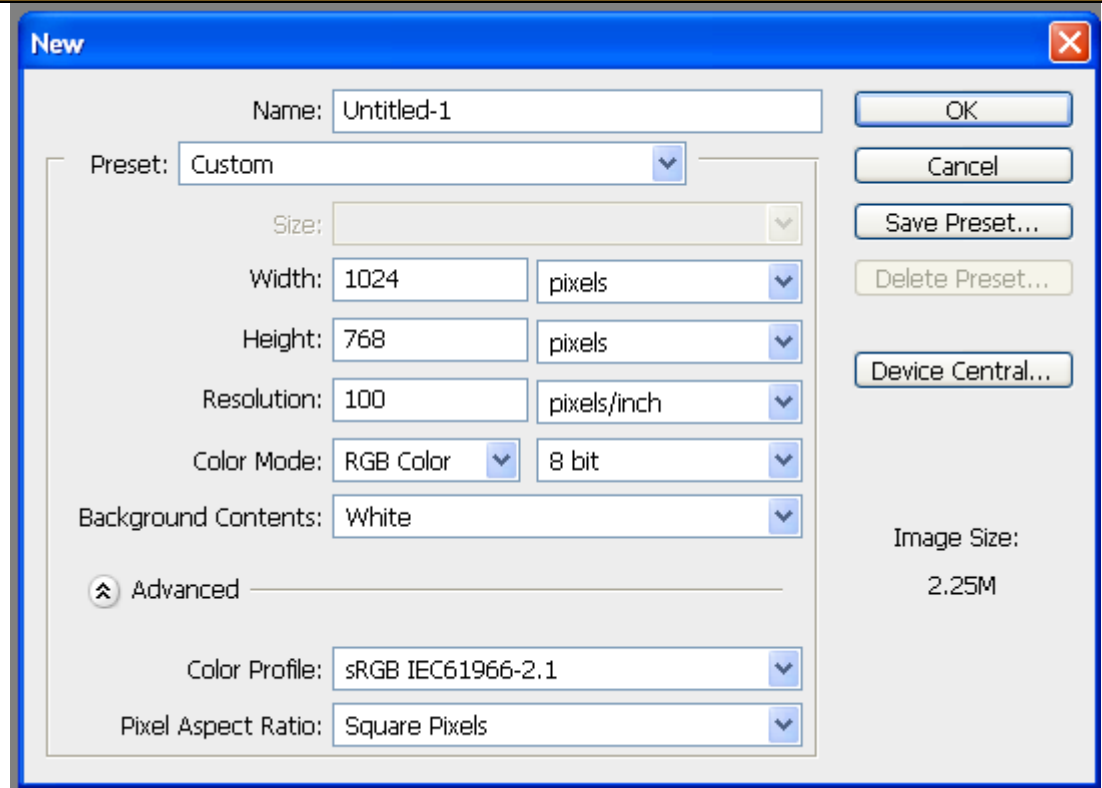 New
Name: Untitled-1 OK
Preset: Custom Cancel
Size: Save Preset...
Width: 1024 pixels Delete Preset...
Height: 768 pixels
Device Central...
Resolution: 100 pixels/inch
Color Mode: RGB Color 8 bit
Background Contents: White
Image Size:
Advanced 2.25M
Color Profile: sRGB IEC61966-2.1
Pixel Aspect Ratio: Square Pixels